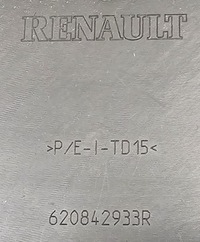 RENAULT
>P/E-I-TD15<
620842933R